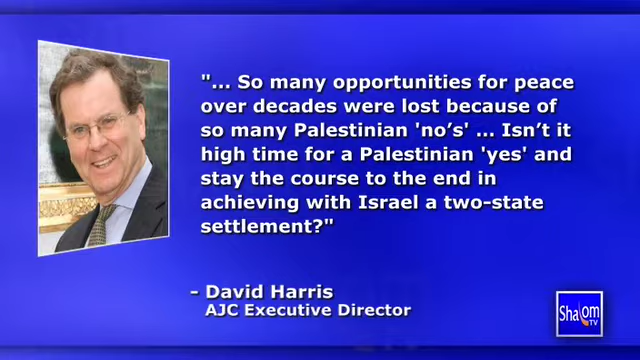 "... So many opportunities for peace
over decades were lost because of
so many Palestinian 'no’s' ... Isn’t it
high time for a Palestinian 'yes' and
stay the course to the end in
achieving with Israel a two-state
settlement?"
- David Harris
AJC Executive Director
Shalom
TV